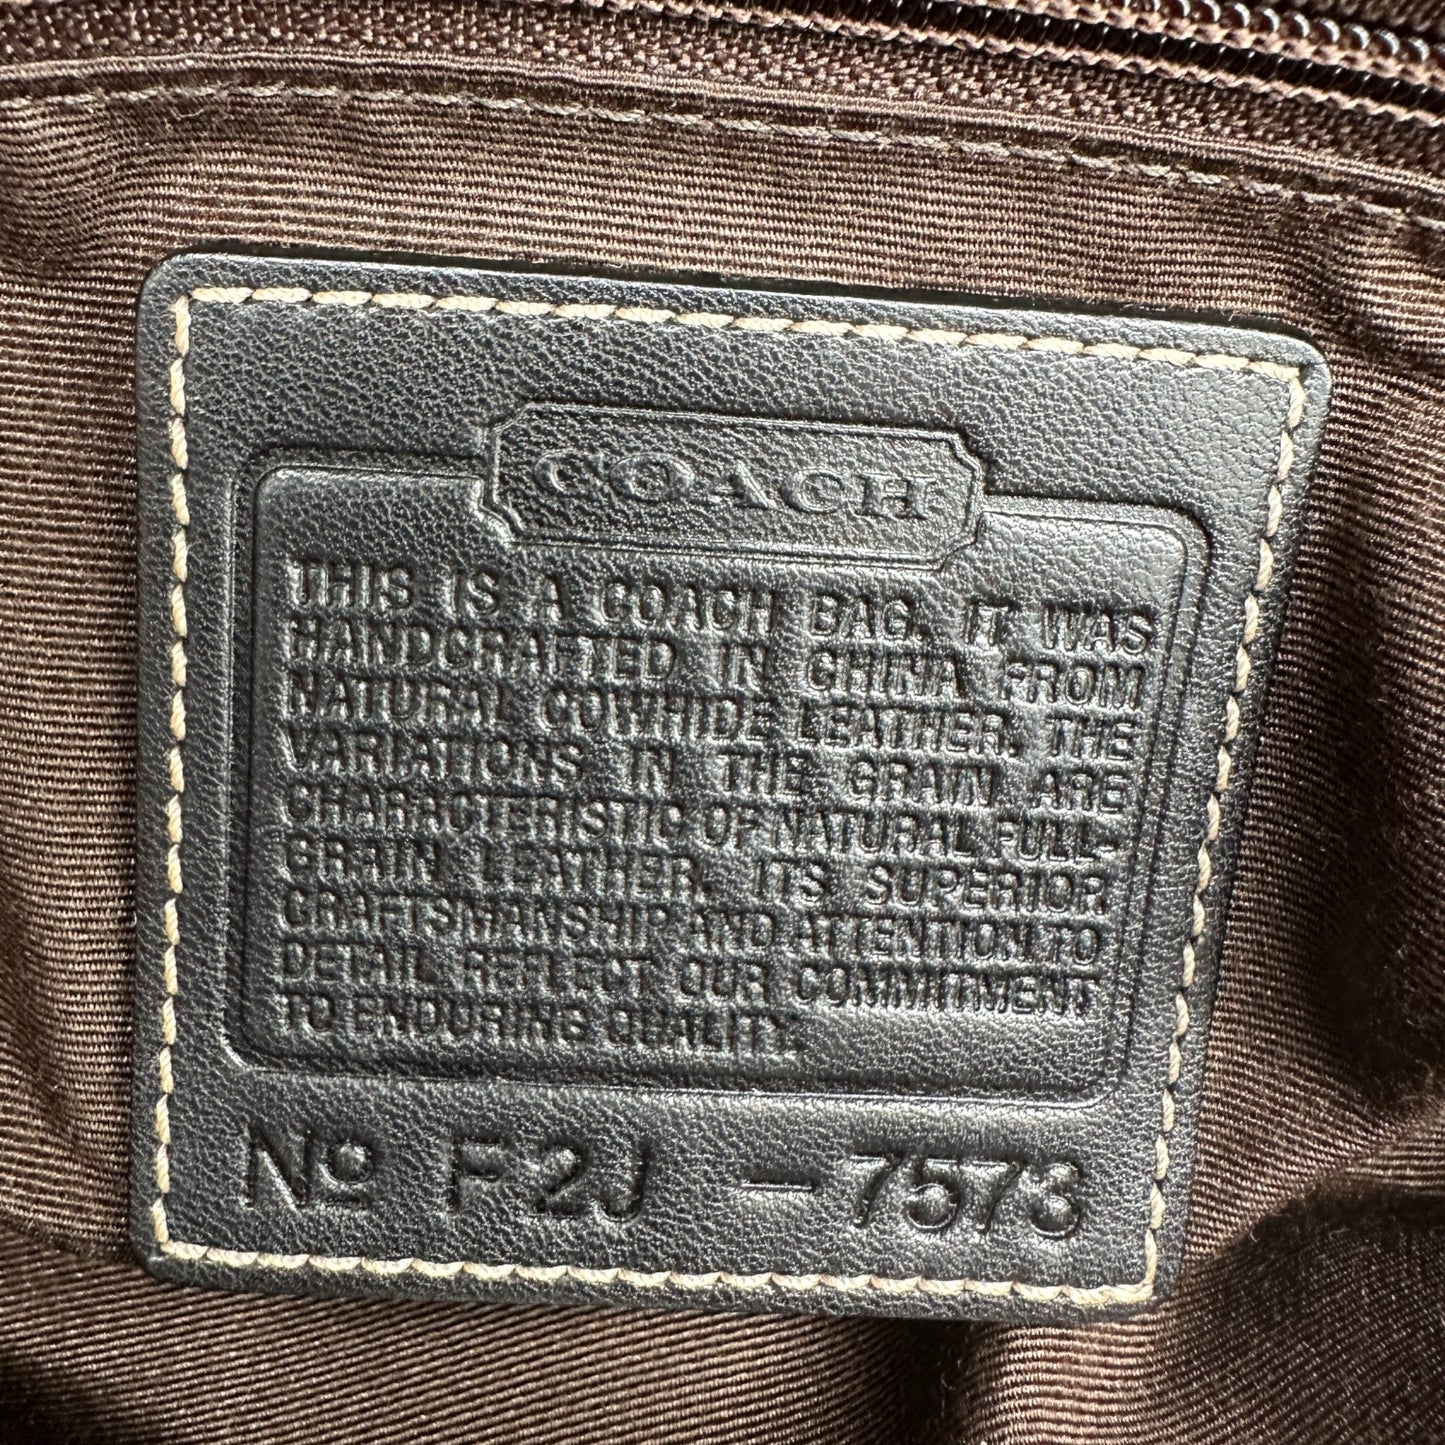 COACH
THIS IS A COACH BAG. IT WAS
HANDCRAFTED IN CHINA FROM
NATURAL COWHIDE LEATHER. THE
VARIATIONS IN THE GRAIN ARE
CHARACTERISTIC OF NATURAL FULL-
GRAIN LEATHER. ITS SUPERIOR
CRAFTSMANSHIP AND ATTENTION TO
DETAIL REFLECT OUR COMMITMENT
TO ENDURING QUALITY.
No F2J -7573